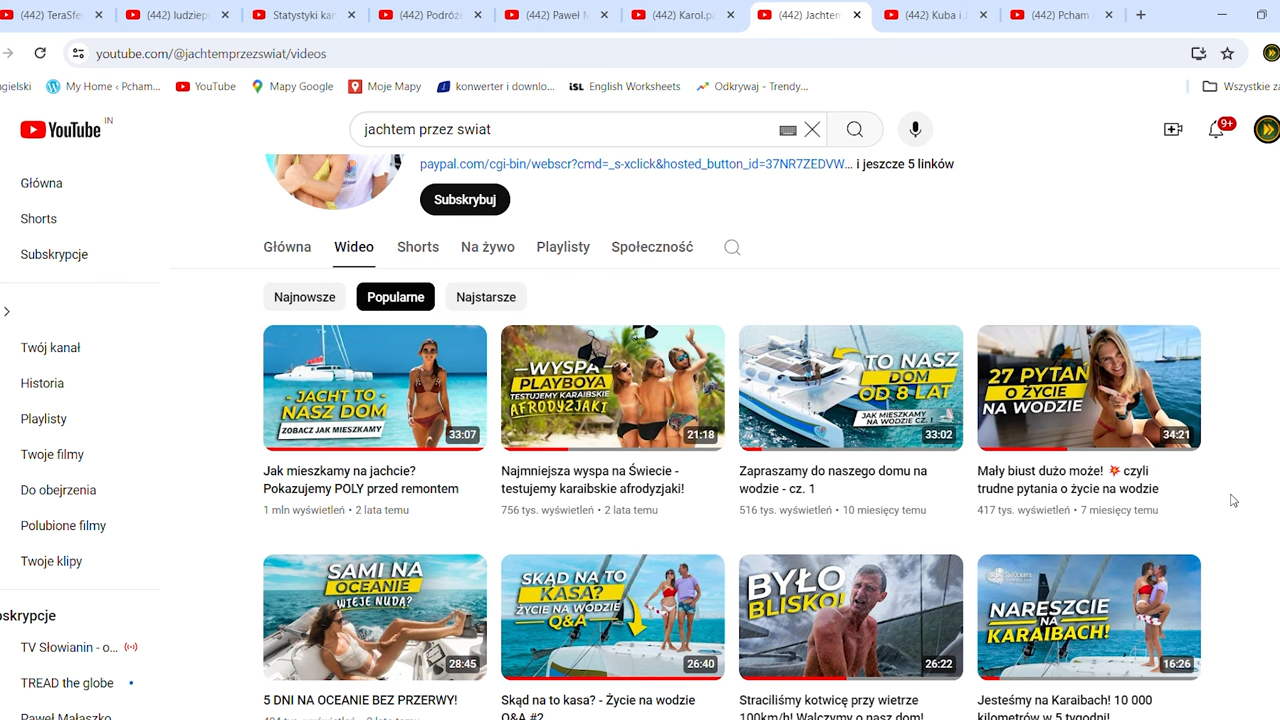 (442) TeraSfe
(442) ludziepo
Statystyki kan
(442) Podróże
(442) Paweł M
(442) Karol.pa
(442) Jachtem
(442) Kuba i J
(442) Pcham
youtube.com/@jachtemprzezswiat/videos
gielski
My Home ‹ Pcham...
YouTube
Mapy Google
Moje Mapy
konwerter i downlo...
iSL English Worksheets
Odkrywaj - Trendy...
Wszystkie za
YouTube IN
jachtem przez swiat
9+
paypal.com/cgi-bin/webscr?cmd=_s-xclick&hosted_button_id=37NR7ZEDVW... i jeszcze 5 linków
Subskrybuj
Główna
Shorts
Subskrypcje
Twój kanał
Historia
Playlisty
Twoje filmy
Do obejrzenia
Polubione filmy
Twoje klipy
bskrypcje
TV Słowianin - o...
TREAD the globe
Paweł Małaszko
Główna Wideo Shorts Na żywo Playlisty Społeczność
Najnowsze Popularne Najstarsze
- JACHT TO -
NASZ DOM
ZOBACZ JAK MIESZKAMY
33:07
Jak mieszkamy na jachcie?
Pokazujemy POLY przed remontem
1 mln wyświetleń • 2 lata temu
—WYSPA—
PLAYBOYA
TESTUJEMY KARAIBSKIE
AFRODYZJAKI
21:18
Najmniejsza wyspa na Świecie -
testujemy karaibskie afrodyzjaki!
756 tys. wyświetleń • 2 lata temu
TO NASZ
DOM
OD 8 LAT
JAK MIESZKAMY
NA WODZIE CZ. 1
33:02
Zapraszamy do naszego domu na
wodzie - cz. 1
516 tys. wyświetleń • 10 miesięcy temu
27 PYTAŃ
O ŻYCIE
NA WODZIE
34:21
Mały biust dużo może! 💥 czyli
trudne pytania o życie na wodzie
417 tys. wyświetleń • 7 miesięcy temu
SAMI NA
OCEANIE
WIEJE NUDĄ?
28:45
5 DNI NA OCEANIE BEZ PRZERWY!
SKĄD NA TO
KASA?
ŻYCIE NA WODZIE
Q&A
26:40
Skąd na to kasa? - Życie na wodzie
Q&A #2
BYŁO
BLISKO!
26:22
Straciliśmy kotwicę przy wietrze
100km/h! Walczymy o nasz dom!
SailOceans
NARESZCIE
NA
KARAIBACH!
16:26
Jesteśmy na Karaibach! 10 000
kilometrów w 5 tygodni!